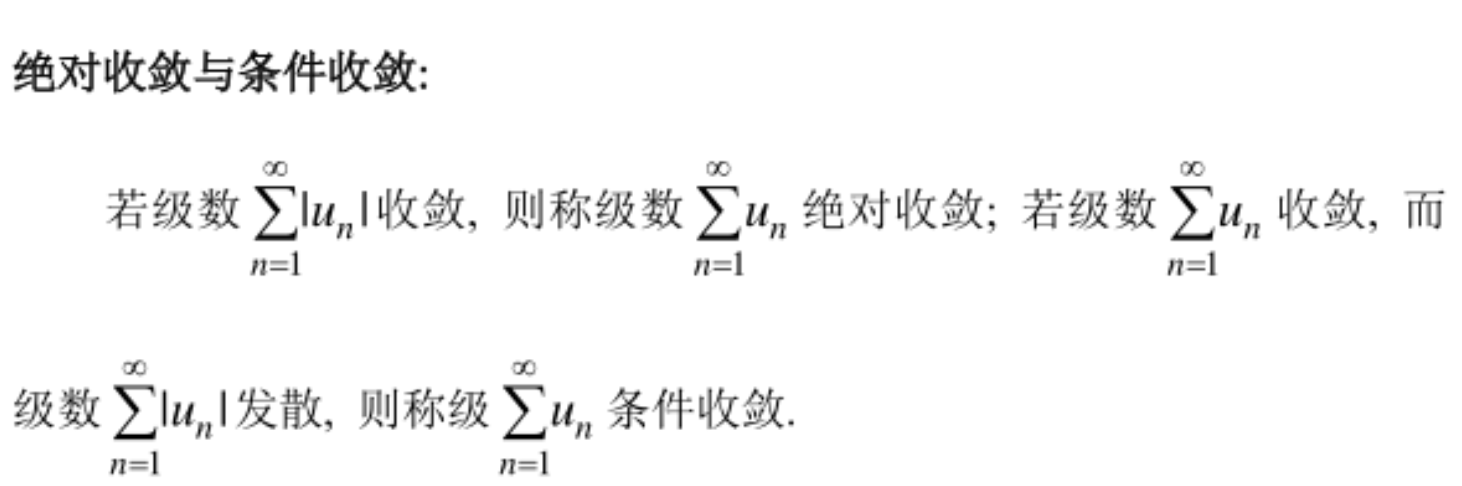 绝对收敛与条件收敛:
若级数 $\sum_{n=1}^{\infty}|u_n|$ 收敛, 则称级数 $\sum_{n=1}^{\infty}u_n$ 绝对收敛; 若级数 $\sum_{n=1}^{\infty}u_n$ 收敛, 而
级数 $\sum_{n=1}^{\infty}|u_n|$ 发散, 则称级 $\sum_{n=1}^{\infty}u_n$ 条件收敛.